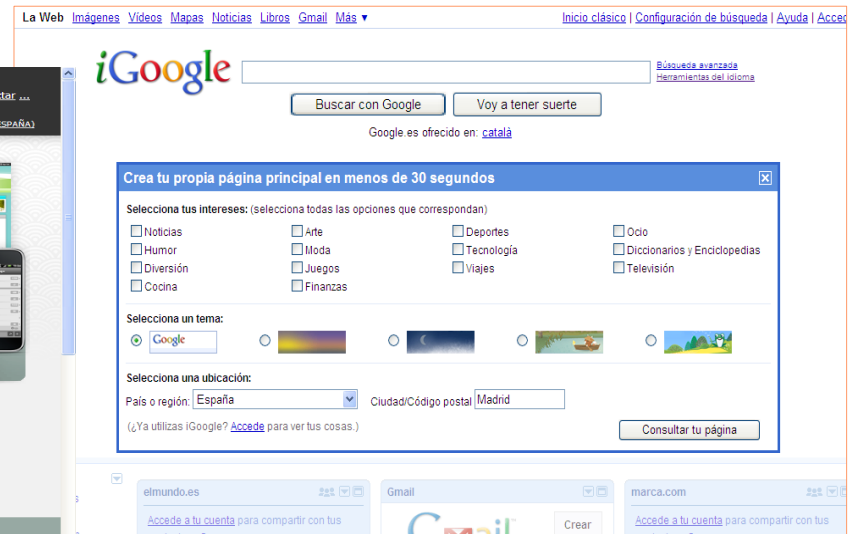 La Web Imágenes Vídeos Mapas Noticias Libros Gmail Más ▼ Inicio clásico | Configuración de búsqueda | Ayuda | Acced
iGoogle
Búsqueda avanzada
Herramientas del idioma
tar ...
ESPAÑA)
Buscar con Google Voy a tener suerte
Google.es ofrecido en: català
Crea tu propia página principal en menos de 30 segundos
Selecciona tus intereses: (selecciona todas las opciones que correspondan)
Noticias Arte Deportes Ocio
Humor Moda Tecnología Diccionarios y Enciclopedias
Diversión Juegos Viajes Televisión
Cocina Finanzas
Selecciona un tema:
Google
Selecciona una ubicación:
País o región: España Ciudad/Código postal Madrid
(¿Ya utilizas iGoogle? Accede para ver tus cosas.)
Consultar tu página
elmundo.es Gmail marca.com
Accede a tu cuenta para compartir con tus Gmail Crear Accede a tu cuenta para compartir con tus